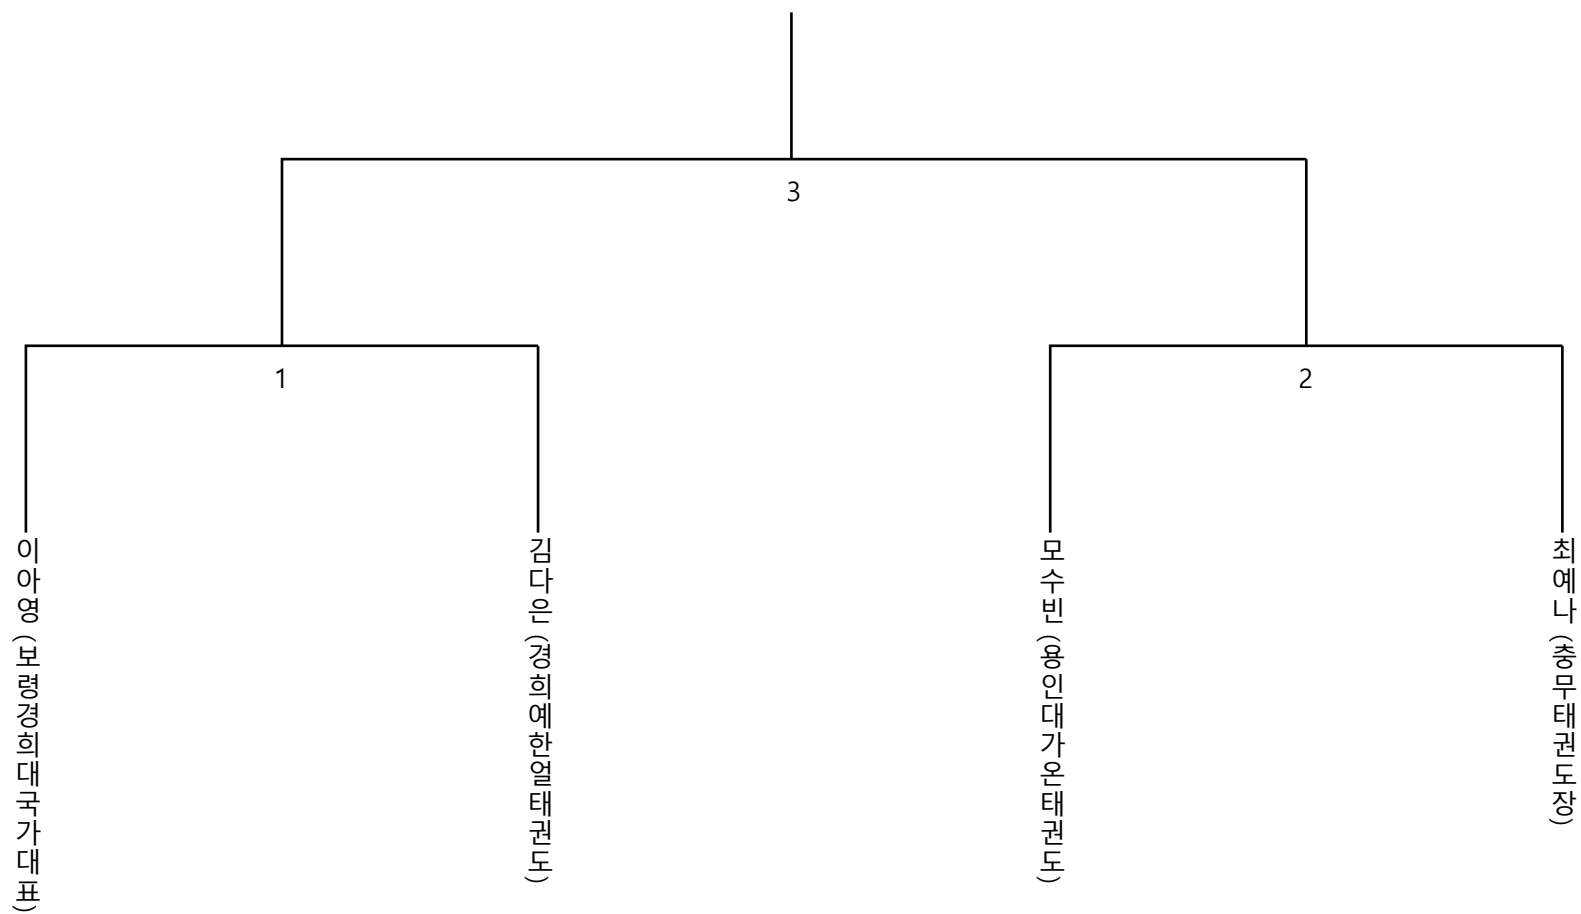 3
1
2
이아영 (보령경희대국가대표)
김다은 (경희예한얼태권도)
모수빈 (용인대가온태권도)
최예나 (충무태권도장)